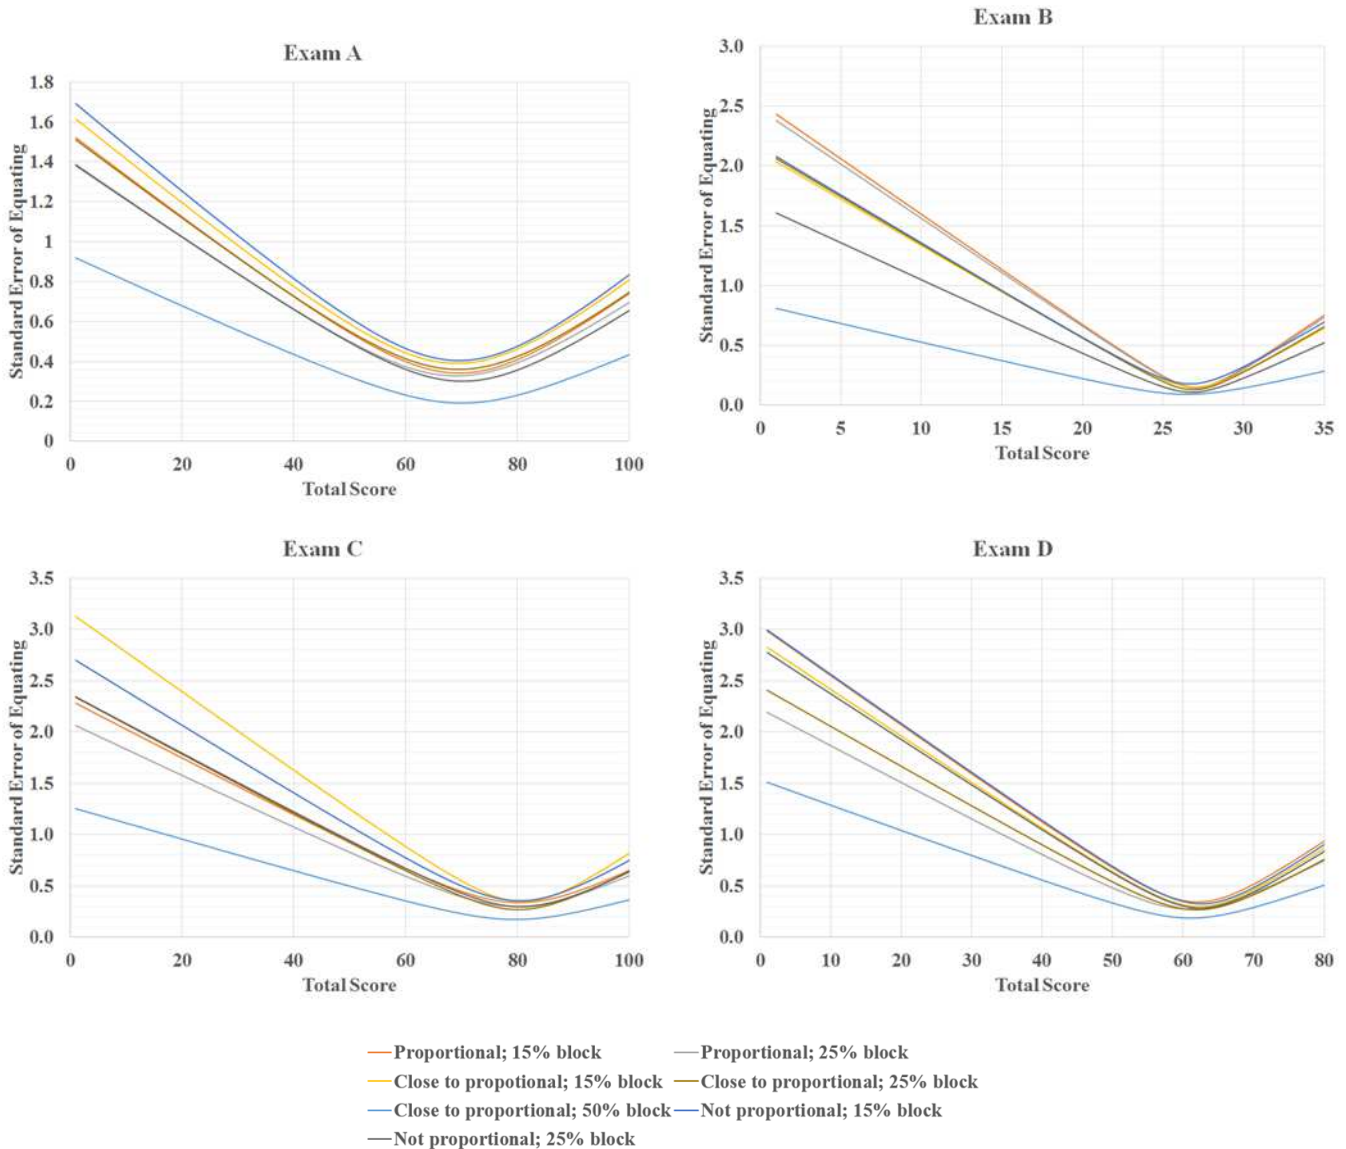 Exam A
Standard Error of Equating
1.8
1.6
1.4
1.2
1
0.8
0.6
0.4
0.2
0
0 20 40 60 80 100
Total Score
Exam B
Standard Error of Equating
3.0
2.5
2.0
1.5
1.0
0.5
0.0
0 5 10 15 20 25 30 35
Total Score
Exam C
Standard Error of Equating
3.5
3.0
2.5
2.0
1.5
1.0
0.5
0.0
0 20 40 60 80 100
Total Score
Exam D
Standard Error of Equating
3.5
3.0
2.5
2.0
1.5
1.0
0.5
0.0
0 10 20 30 40 50 60 70 80
Total Score
Proportional; 15% block Proportional; 25% block
Close to propotional; 15% block Close to proportional; 25% block
Close to proportional; 50% block Not proportional; 15% block
Not proportional; 25% block